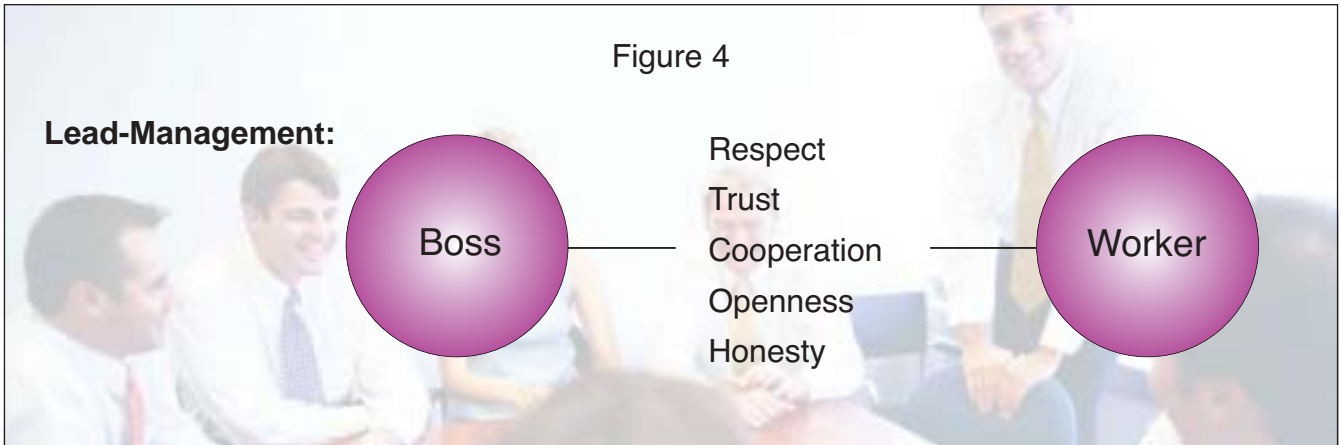 Figure 4
Lead-Management:
Boss
Respect
Trust
Cooperation
Openness
Honesty
Worker